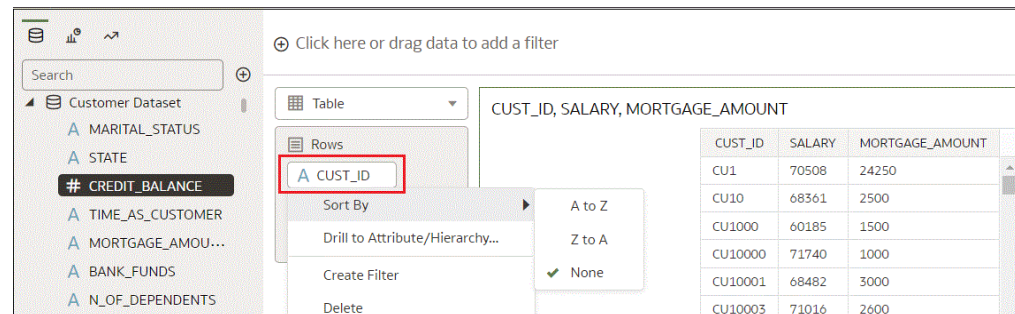 Click here or drag data to add a filter
Search
Customer Dataset
A MARITAL_STATUS
A STATE
# CREDIT_BALANCE
A TIME_AS_CUSTOMER
A MORTGAGE_AMOU...
A BANK_FUNDS
A N_OF_DEPENDENTS
Table
Rows
A CUST_ID
Sort By
Drill to Attribute/Hierarchy...
Create Filter
Delete
A to Z
Z to A
None
CUST_ID, SALARY, MORTGAGE_AMOUNT
CUST_ID SALARY MORTGAGE_AMOUNT
CU1 70508 24250
CU10 68361 2500
CU1000 60185 1500
CU10000 71740 1000
CU10001 68482 3000
CU10003 71016 2600